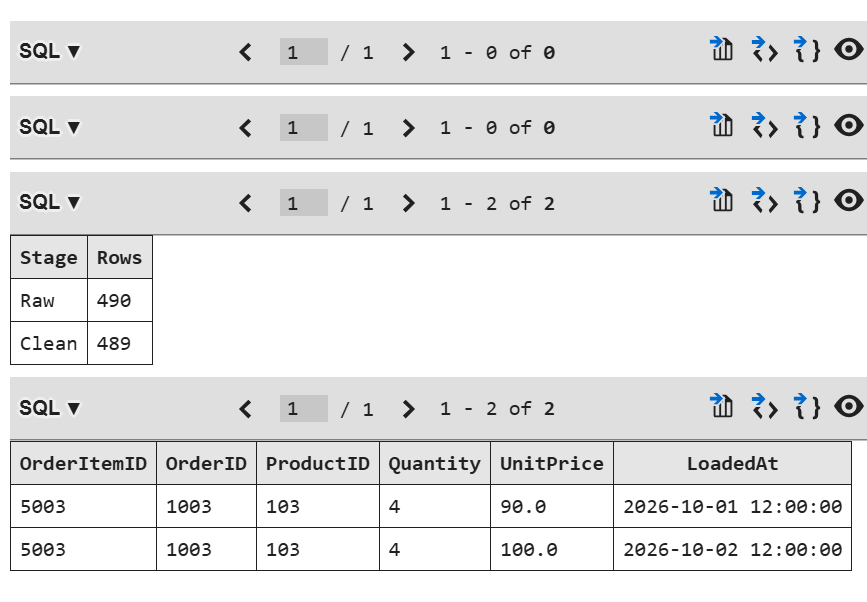 SQL ▼ 1 / 1 1 - 0 of 0
SQL ▼ 1 / 1 1 - 0 of 0
SQL ▼ 1 / 1 1 - 2 of 2
Stage Rows
Raw 490
Clean 489
SQL ▼ 1 / 1 1 - 2 of 2
OrderItemID OrderID ProductID Quantity UnitPrice LoadedAt
5003 1003 103 4 90.0 2026-10-01 12:00:00
5003 1003 103 4 100.0 2026-10-02 12:00:00